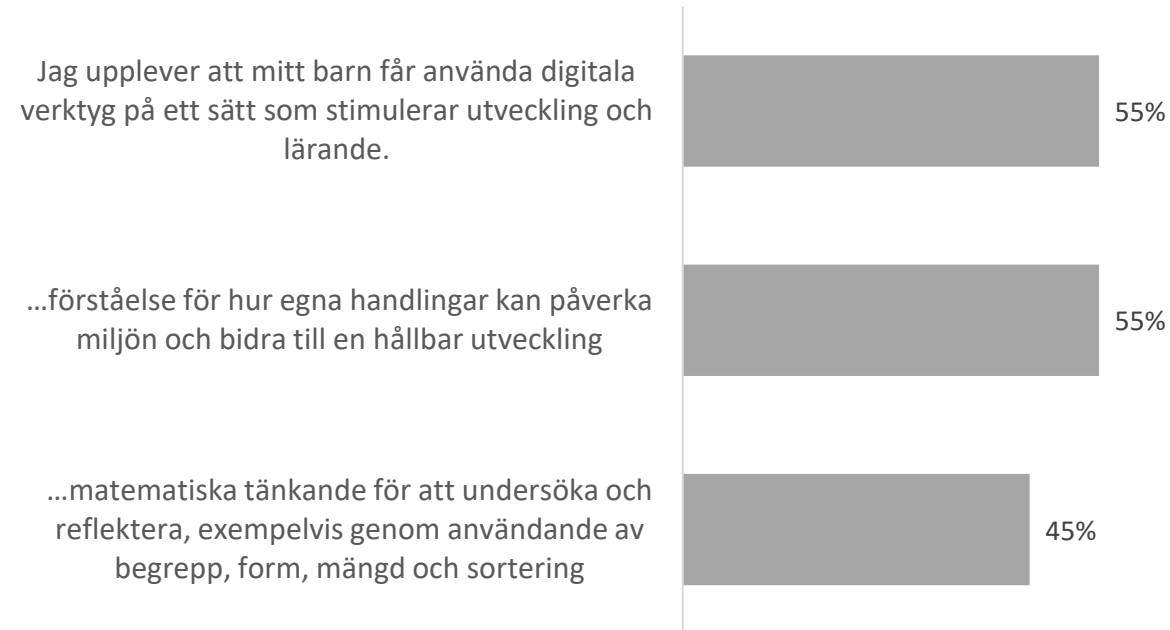 Jag upplever att mitt barn får använda digitala
verktyg på ett sätt som stimulerar utveckling och
lärande.
55%
…förståelse för hur egna handlingar kan påverka
miljön och bidra till en hållbar utveckling
55%
…matematiska tänkande för att undersöka och
reflektera, exempelvis genom användande av
begrepp, form, mängd och sortering
45%